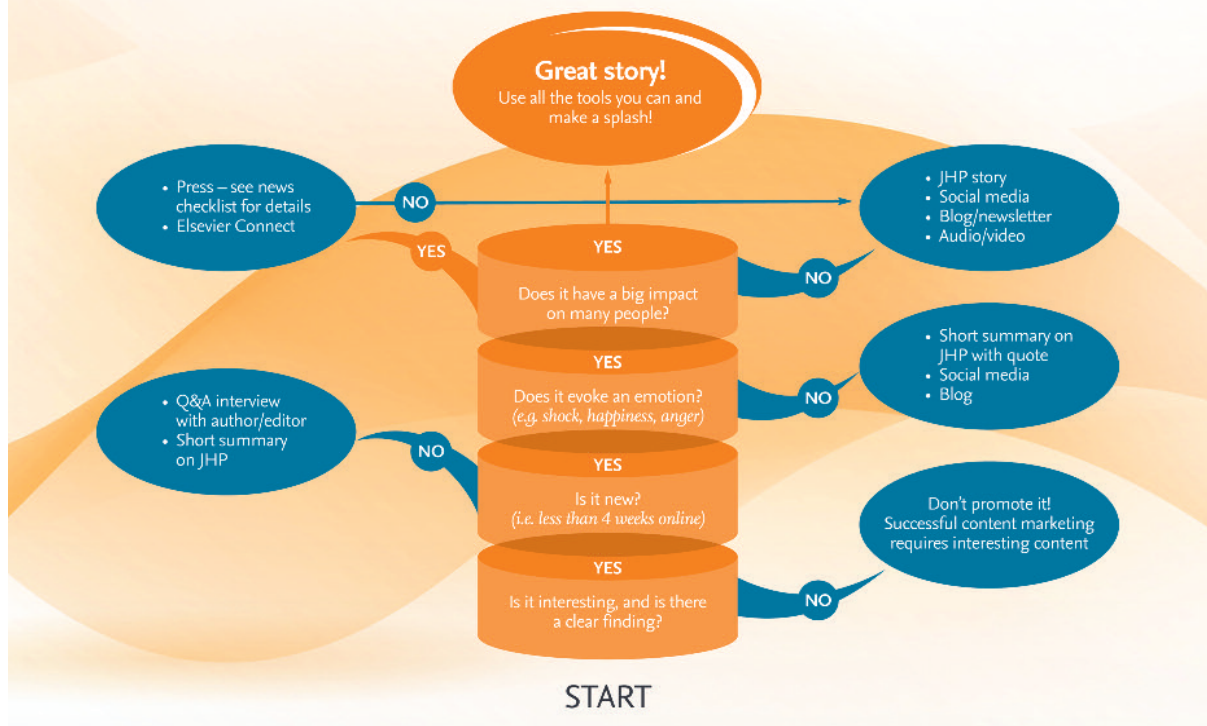 Great story!
Use all the tools you can and
make a splash!
• Press – see news
checklist for details
• Elsevier Connect
NO
• JHP story
• Social media
• Blog/newsletter
• Audio/video
YES
YES
Does it have a big impact
on many people?
NO
YES
Does it evoke an emotion?
(e.g. shock, happiness, anger)
NO
• Short summary on
JHP with quote
• Social media
• Blog
• Q&A interview
with author/editor
• Short summary
on JHP
NO
YES
Is it new?
(i.e. less than 4 weeks online)
Don't promote it!
Successful content marketing
requires interesting content
YES
Is it interesting, and is there
a clear finding?
NO
START